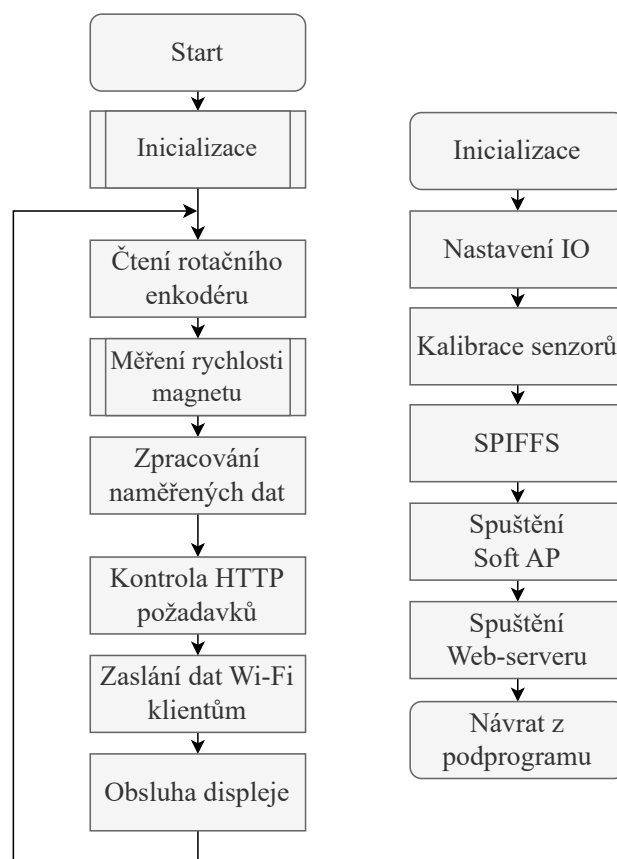 Start
Inicializace
Čtení rotačního
enkodéru
Měření rychlosti
magnetu
Zpracování
naměřených dat
Kontrola HTTP
požadavků
Zaslání dat Wi-Fi
klientům
Obsluha displeje
Inicializace
Nastavení IO
Kalibrace senzorů
SPIFFS
Spuštění
Soft AP
Spuštění
Web-serveru
Návrat z
podprogramu